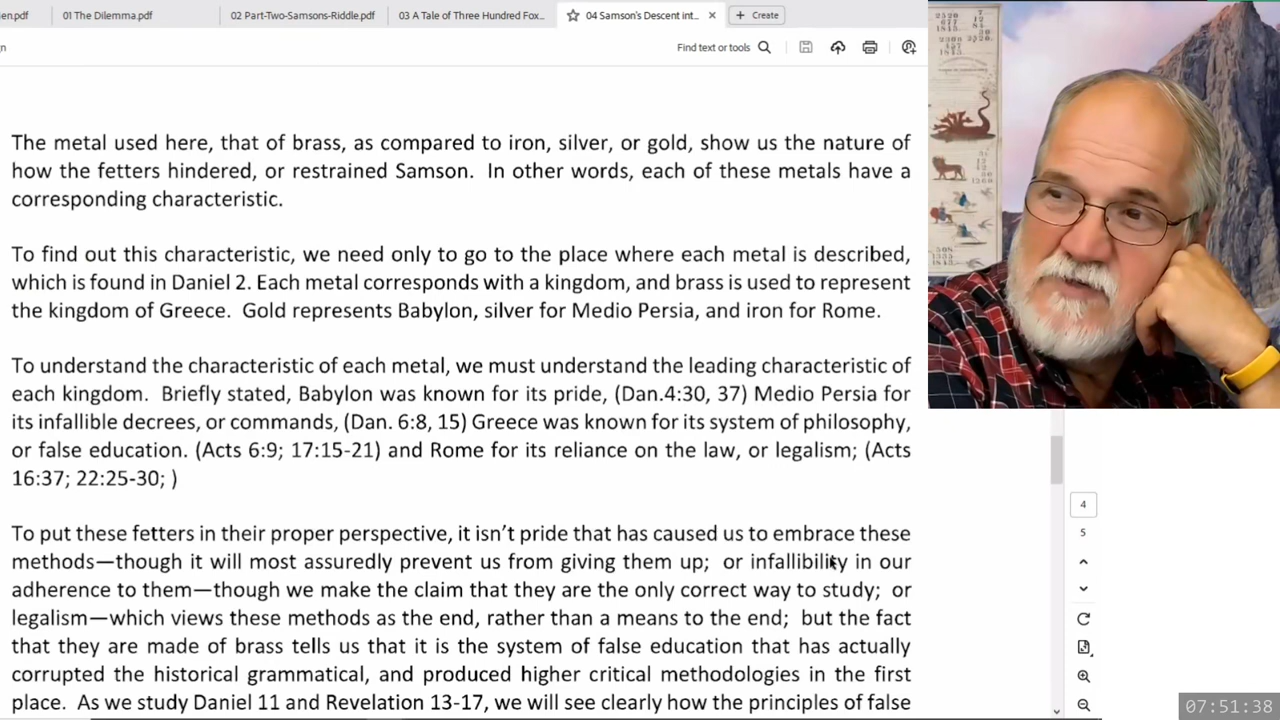 en.pdf
01 The Dilemma.pdf
02 Part-Two-Samsons-Riddle.pdf
03 A Tale of Three Hundred Fox...
04 Samson's Descent int...
Create
Find text or tools
The metal used here, that of brass, as compared to iron, silver, or gold, show us the nature of
how the fetters hindered, or restrained Samson. In other words, each of these metals have a
corresponding characteristic.
To find out this characteristic, we need only to go to the place where each metal is described,
which is found in Daniel 2. Each metal corresponds with a kingdom, and brass is used to represent
the kingdom of Greece. Gold represents Babylon, silver for Medio Persia, and iron for Rome.
To understand the characteristic of each metal, we must understand the leading characteristic of
each kingdom. Briefly stated, Babylon was known for its pride, (Dan.4:30, 37) Medio Persia for
its infallible decrees, or commands, (Dan. 6:8, 15) Greece was known for its system of philosophy,
or false education. (Acts 6:9; 17:15-21) and Rome for its reliance on the law, or legalism; (Acts
16:37; 22:25-30; )
To put these fetters in their proper perspective, it isn't pride that has caused us to embrace these
methods—though it will most assuredly prevent us from giving them up; or infallibility in our
adherence to them—though we make the claim that they are the only correct way to study; or
legalism—which views these methods as the end, rather than a means to the end; but the fact
that they are made of brass tells us that it is the system of false education that has actually
corrupted the historical grammatical, and produced higher critical methodologies in the first
place. As we study Daniel 11 and Revelation 13-17, we will see clearly how the principles of false
4
5
07:51:38